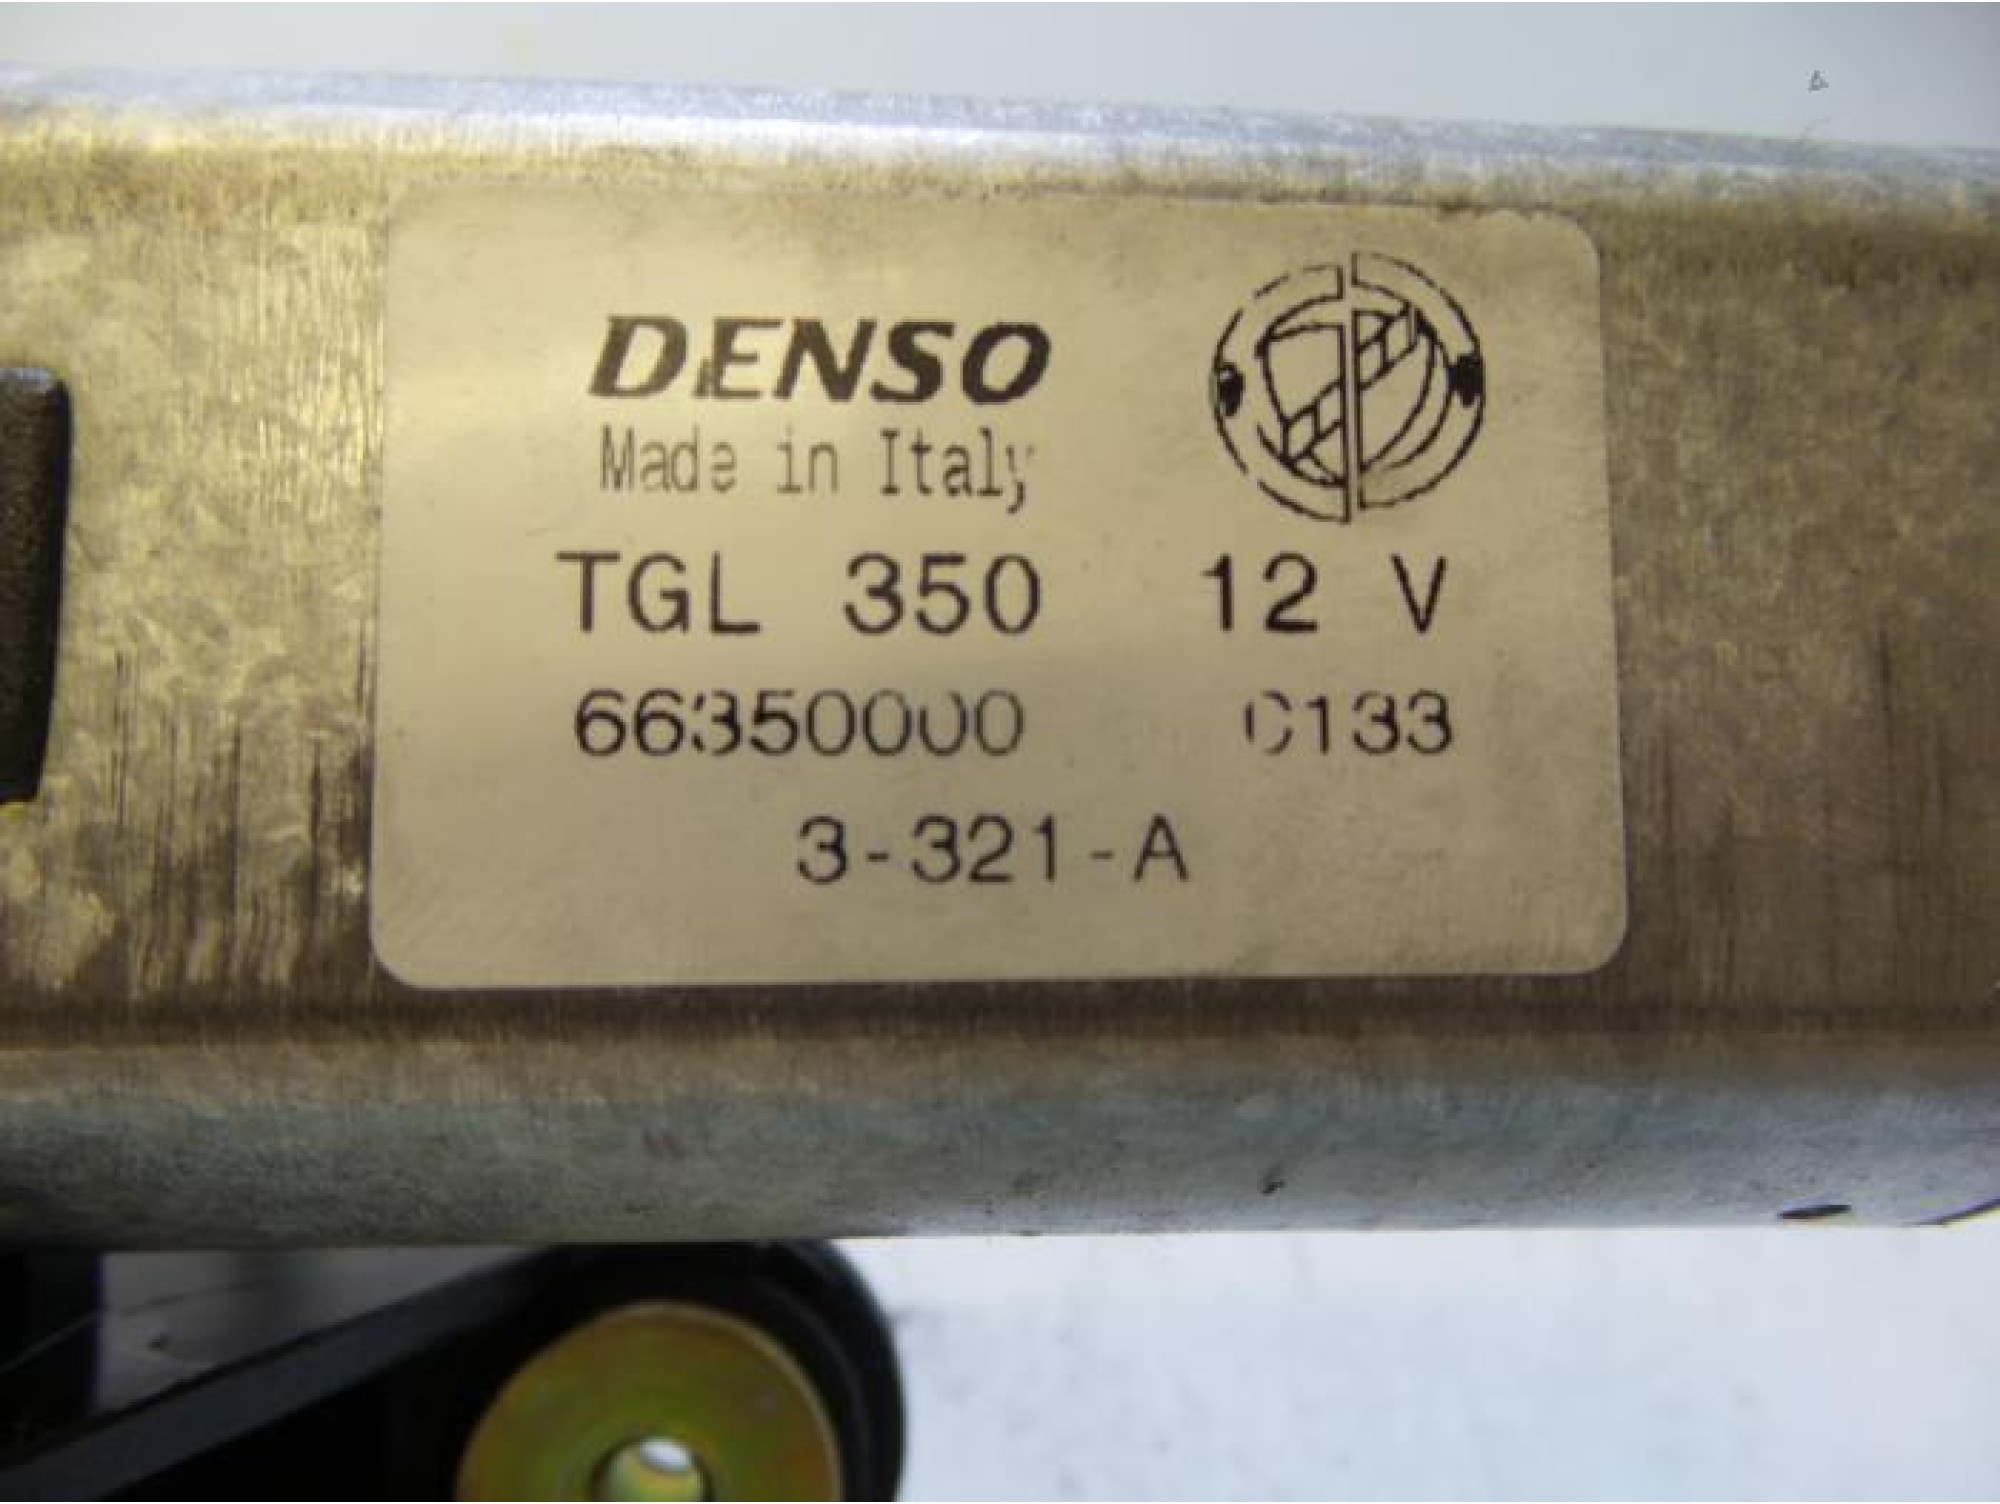 DENSO
Made in Italy
TGL 350 12 V
66350000 C133
3-321-A